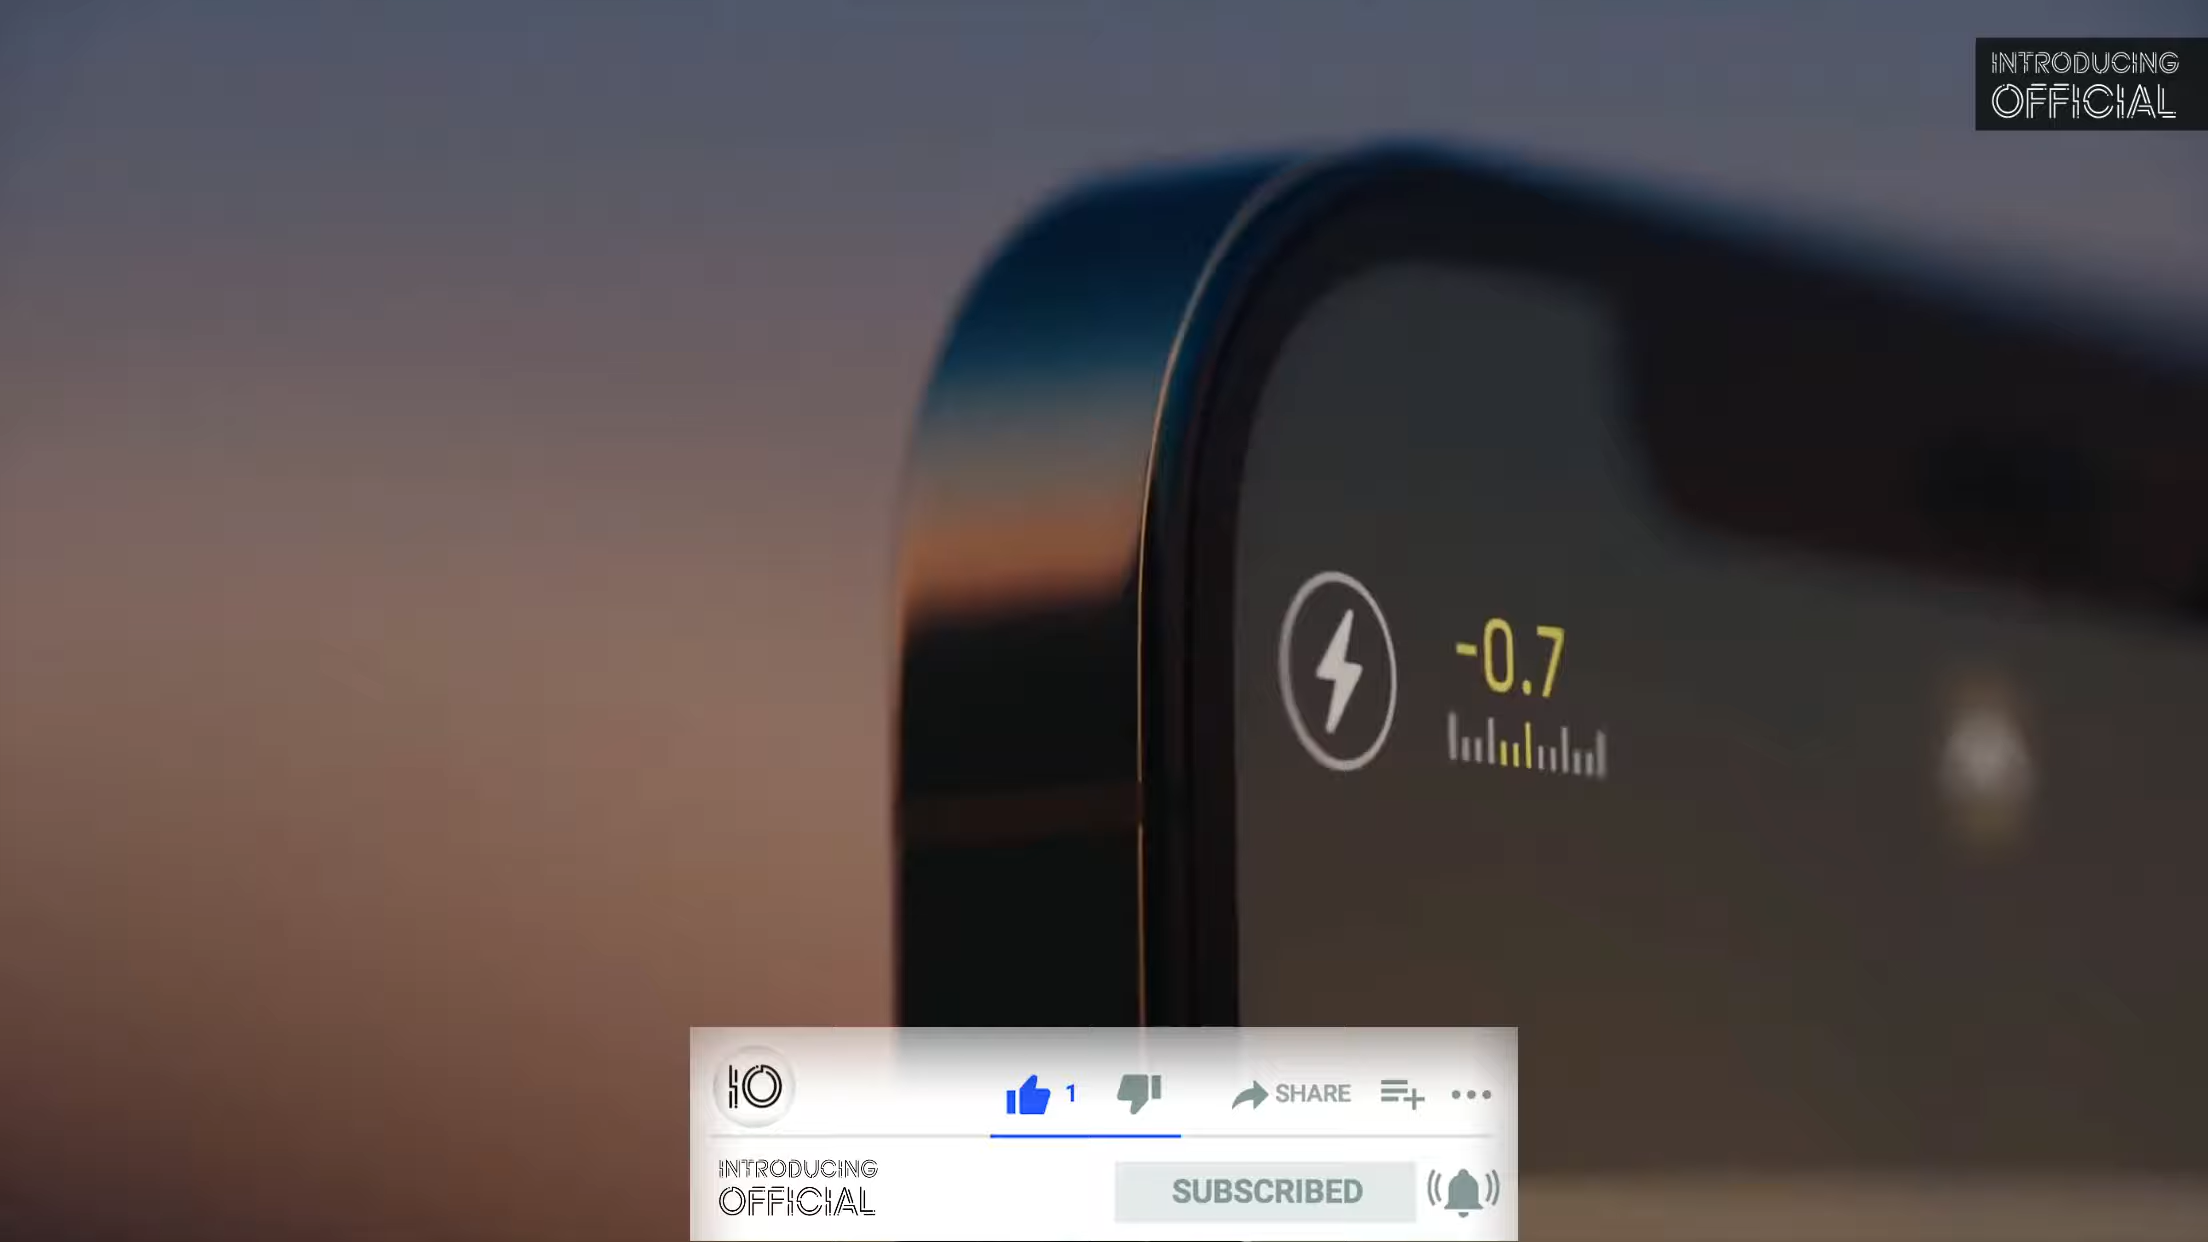 INTRODUCING
OFFICIAL
-0.7
1
SHARE
INTRODUCING
OFFICIAL
SUBSCRIBED